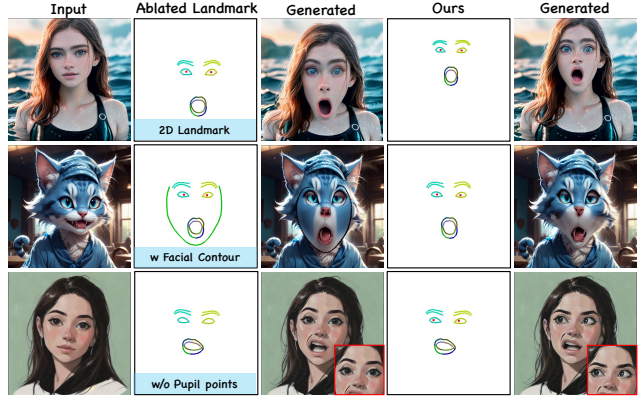 Input Ablated Landmark Generated Ours Generated
2D Landmark
w Facial Contour
w/o Pupil points